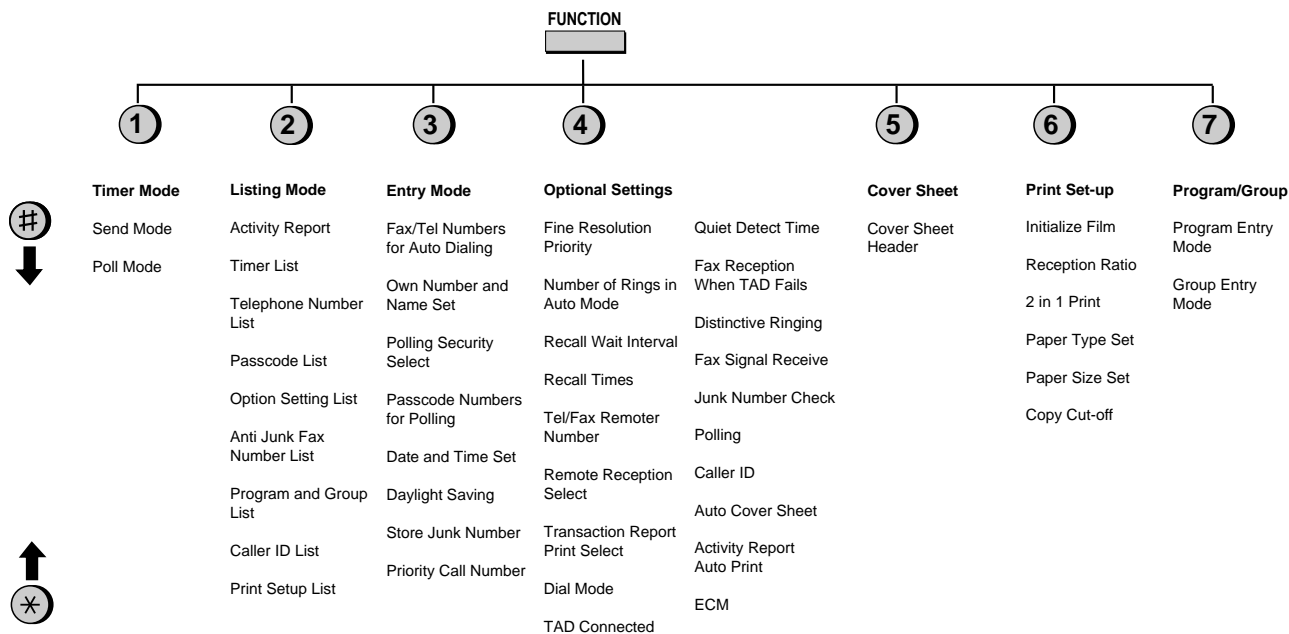 FUNCTION
1
2
3
4
5
6
7
#
*
Timer Mode
Send Mode
Poll Mode
Listing Mode
Activity Report
Timer List
Telephone Number
List
Passcode List
Option Setting List
Anti Junk Fax
Number List
Program and Group
List
Caller ID List
Print Setup List
Entry Mode
Fax/Tel Numbers
for Auto Dialing
Own Number and
Name Set
Polling Security
Select
Passcode Numbers
for Polling
Date and Time Set
Daylight Saving
Store Junk Number
Priority Call Number
Optional Settings
Fine Resolution
Priority
Number of Rings in
Auto Mode
Recall Wait Interval
Recall Times
Tel/Fax Remoter
Number
Remote Reception
Select
Transaction Report
Print Select
Dial Mode
TAD Connected
Quiet Detect Time
Fax Reception
When TAD Fails
Distinctive Ringing
Fax Signal Receive
Junk Number Check
Polling
Caller ID
Auto Cover Sheet
Activity Report
Auto Print
ECM
Cover Sheet
Cover Sheet
Header
Print Set-up
Initialize Film
Reception Ratio
2 in 1 Print
Paper Type Set
Paper Size Set
Copy Cut-off
Program/Group
Program Entry
Mode
Group Entry
Mode